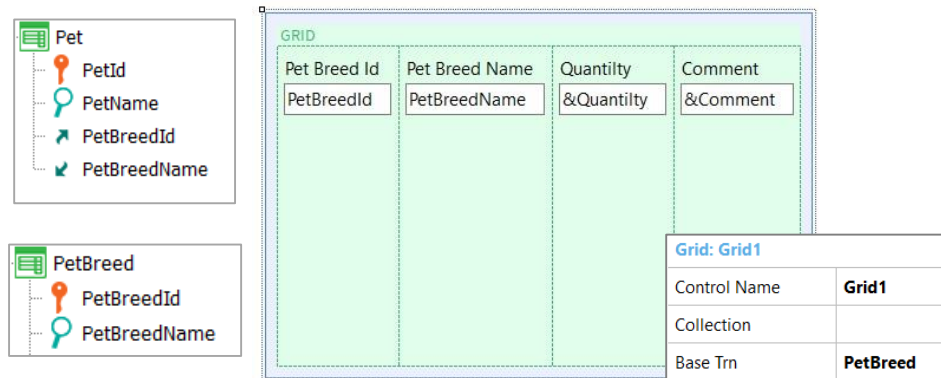 Pet
PetId
PetName
PetBreedId
PetBreedName
PetBreed
PetBreedId
PetBreedName
GRID
Pet Breed Id Pet Breed Name Quantilty Comment
PetBreedId PetBreedName &Quantilty &Comment
Grid: Grid1
Control Name Grid1
Collection
Base Trn PetBreed